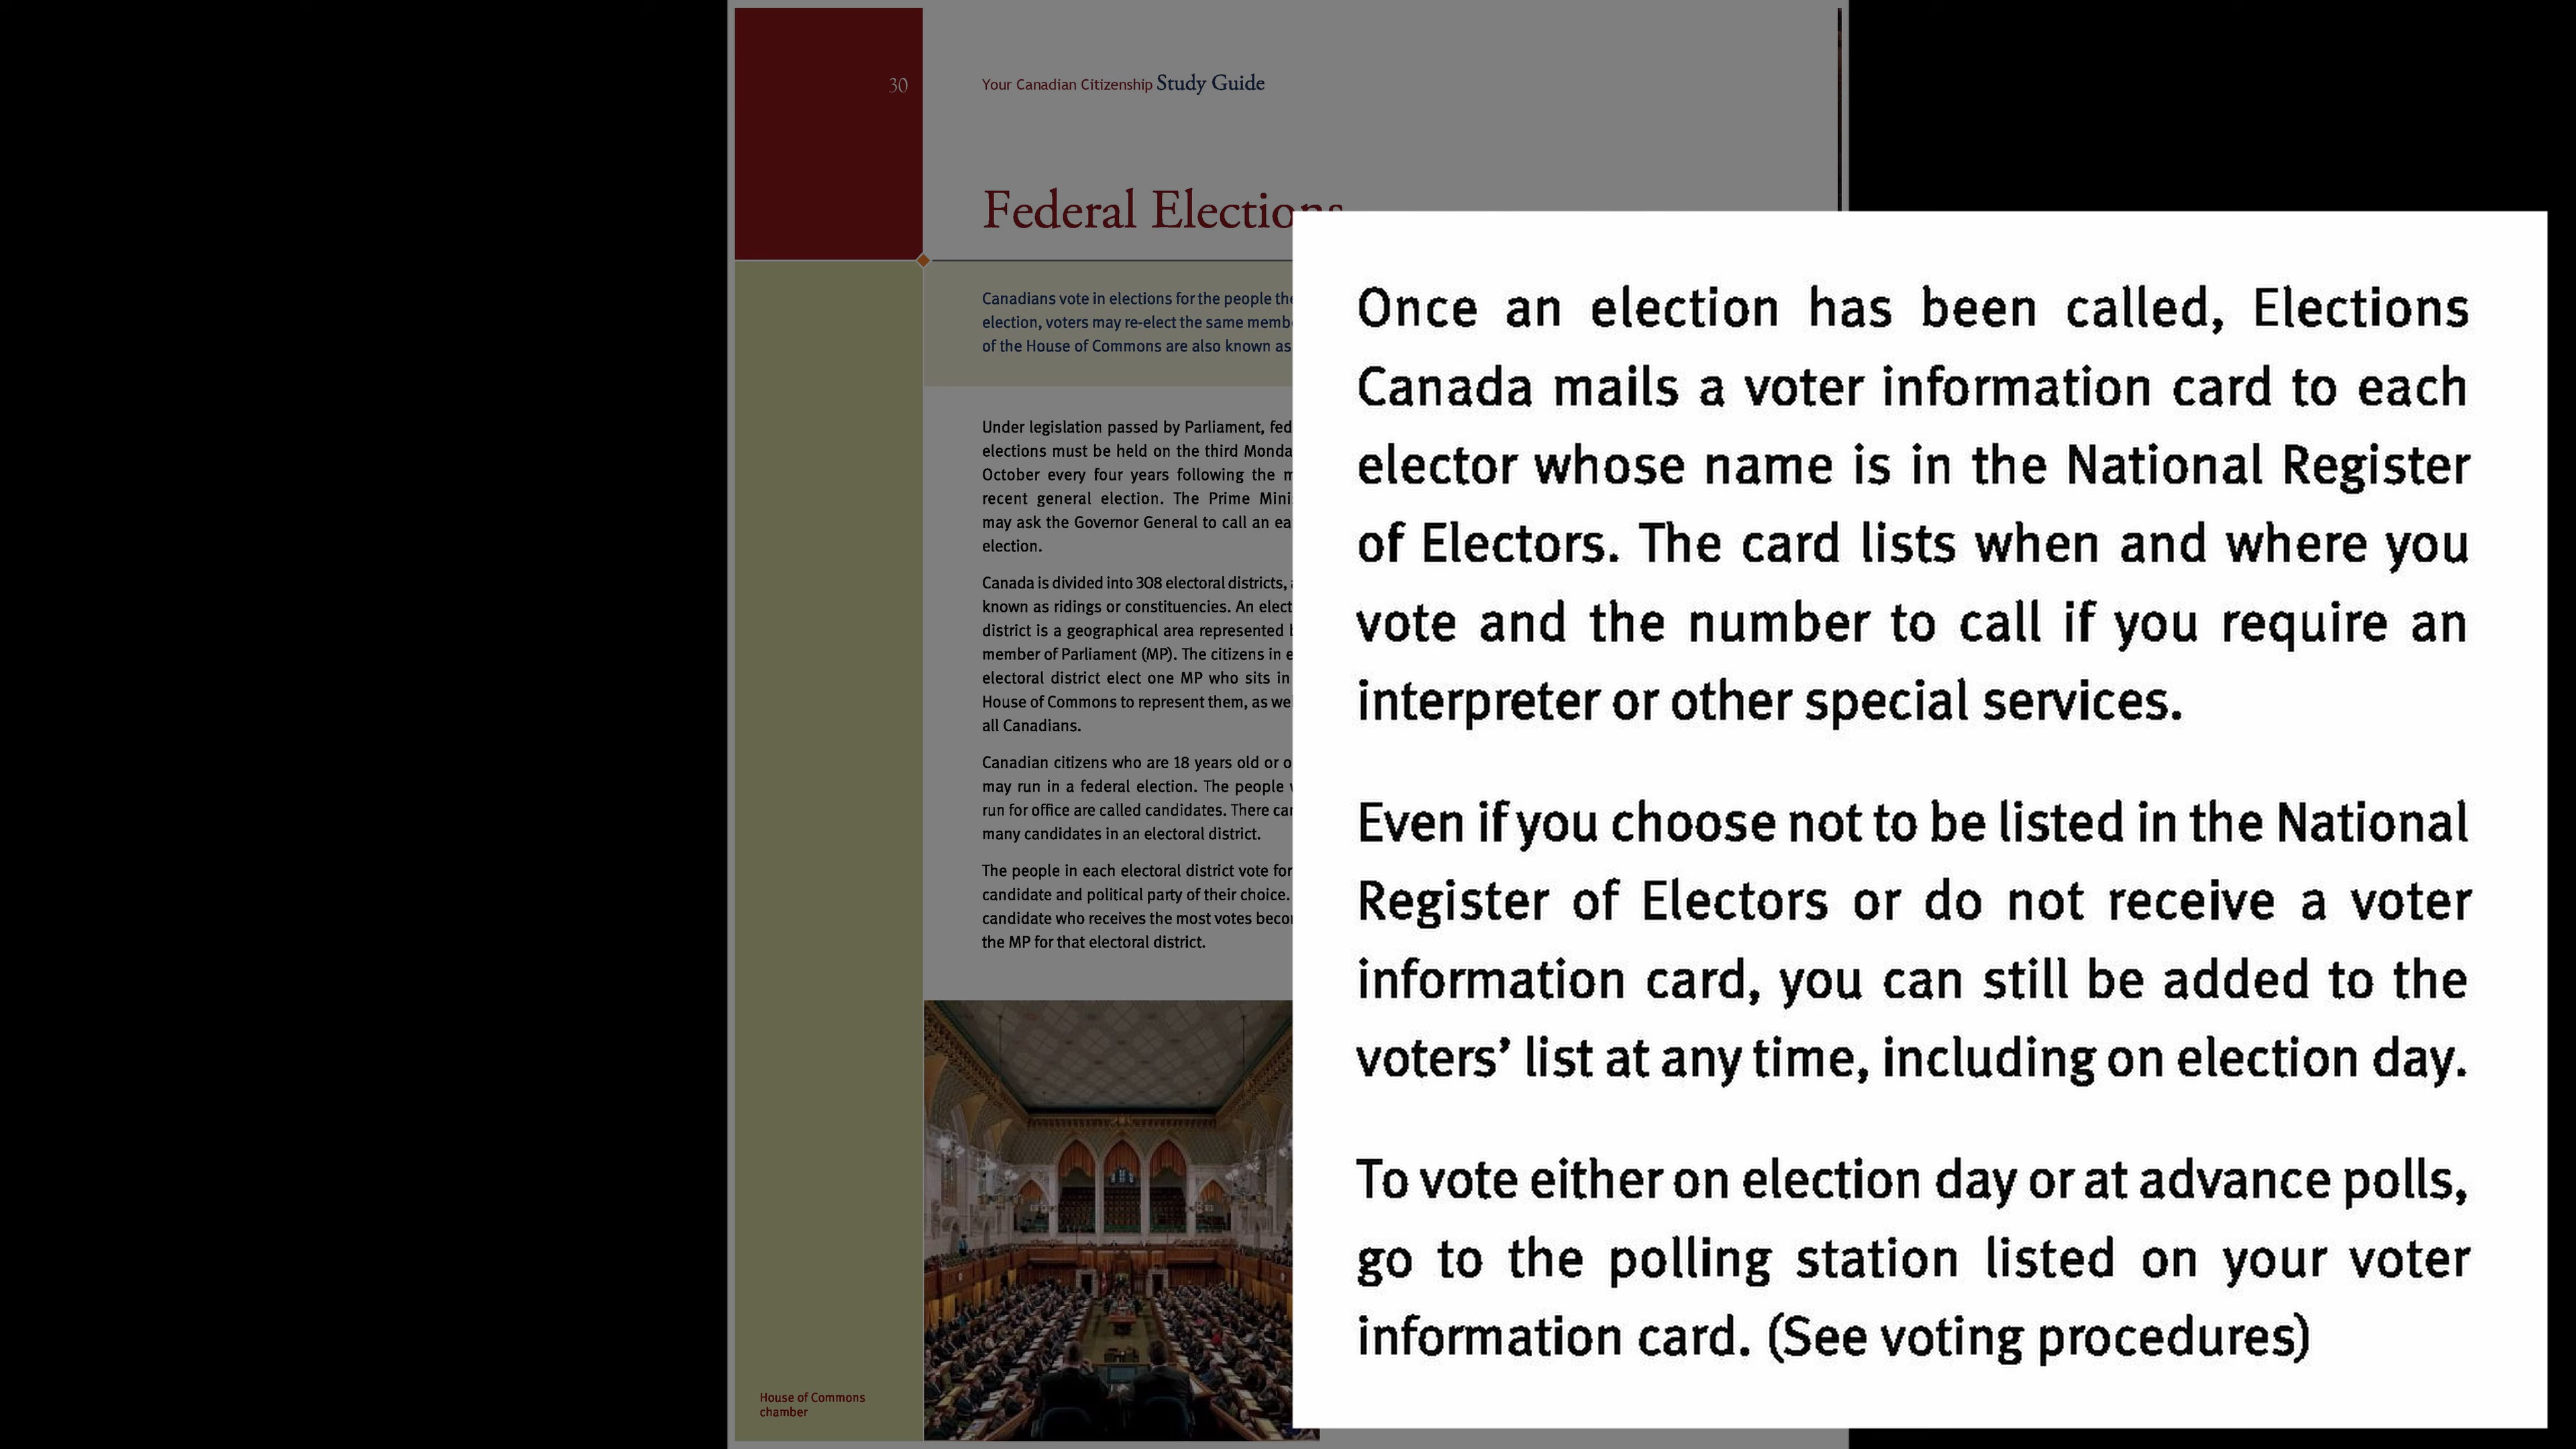 30
Your Canadian Citizenship Study Guide
Federal Elections
Canadians vote in elections for the people
election, voters may re-elect the same
of the House of Commons are also known as
Under legislation passed by Parliament,
elections must be held on the third
October every four years following the
recent general election. The Prime
may ask the Governor General to call an
election.
Canada is divided into 308 electoral districts,
known as ridings or constituencies. An
district is a geographical area represented
member of Parliament (MP). The citizens in
electoral district elect one MP who sits in
House of Commons to represent them, as
all Canadians.
Canadian citizens who are 18 years old or
may run in a federal election. The people
run for office are called candidates. There
many candidates in an electoral district.
The people in each electoral district vote for
candidate and political party of their choice.
candidate who receives the most votes
the MP for that electoral district.
House of Commons
chamber
Once an election has been called, Elections
Canada mails a voter information card to each
elector whose name is in the National Register
of Electors. The card lists when and where you
vote and the number to call if you require an
interpreter or other special services.
Even if you choose not to be listed in the National
Register of Electors or do not receive a voter
information card, you can still be added to the
voters’ list at any time, including on election day.
To vote either on election day or at advance polls,
go to the polling station listed on your voter
information card. (See voting procedures)